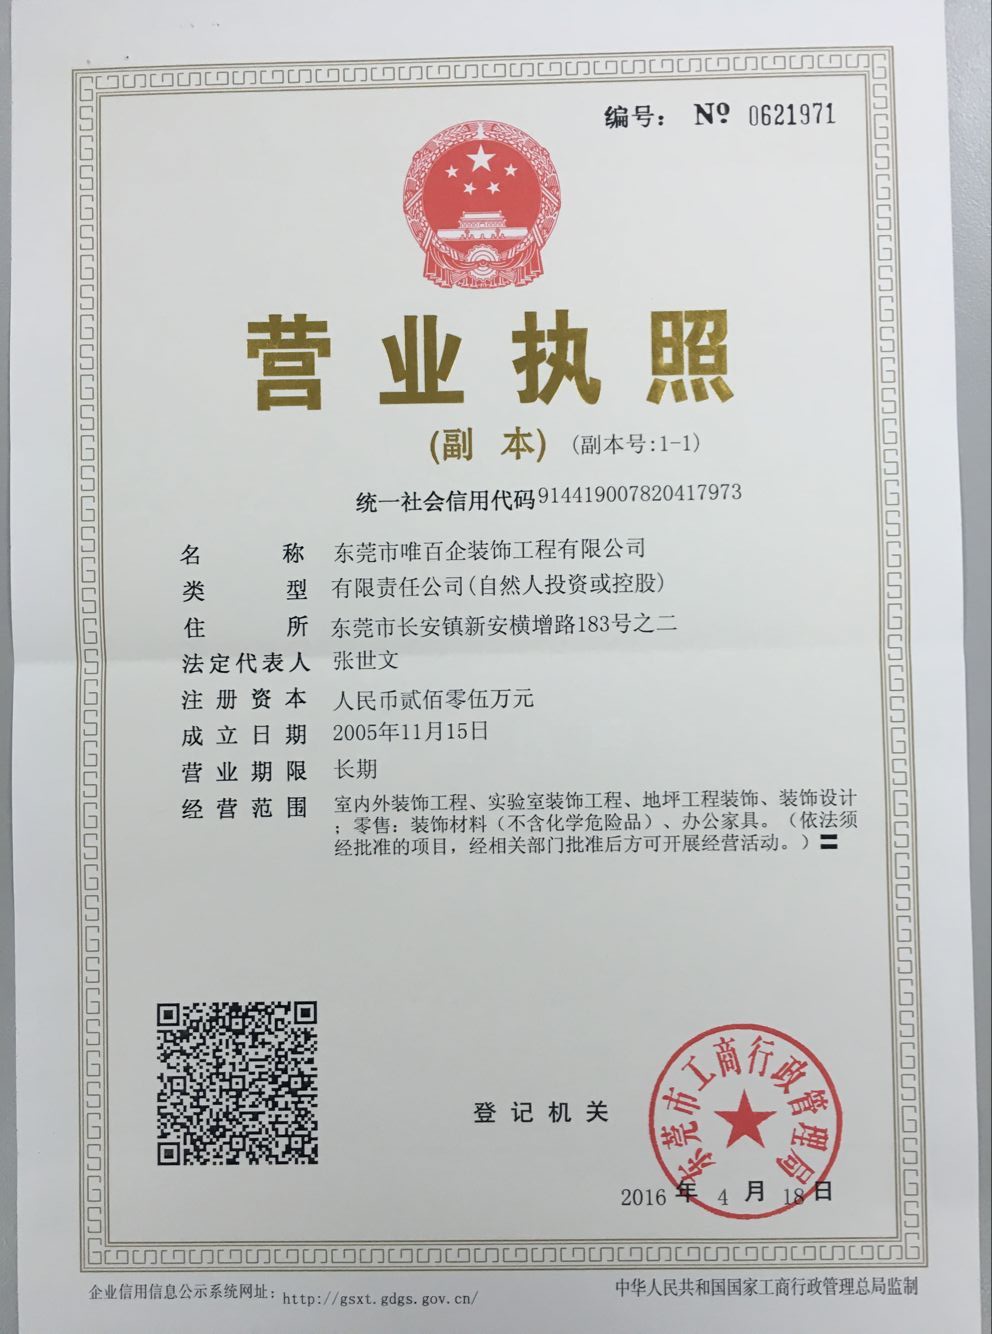 编号： Nº 0621971
营业执照
(副 本) (副本号:1-1)
统一社会信用代码914419007820417973
名称 东莞市唯百企装饰工程有限公司
类型 有限责任公司(自然人投资或控股)
住所 东莞市长安镇新安横增路183号之二
法定代表人 张世文
注册资本 人民币贰佰零伍万元
成立日期 2005年11月15日
营业期限 长期
经营范围 室内外装饰工程、实验室装饰工程、地坪工程装饰、装饰设计
；零售：装饰材料（不含化学危险品）、办公家具。（依法须
经批准的项目，经相关部门批准后方可开展经营活动。）
登记机关
东莞市工商行政管理局
2016 年 4 月 18 日
企业信用信息公示系统网址： http://gsxt.gdgs.gov.cn/
中华人民共和国国家工商行政管理总局监制